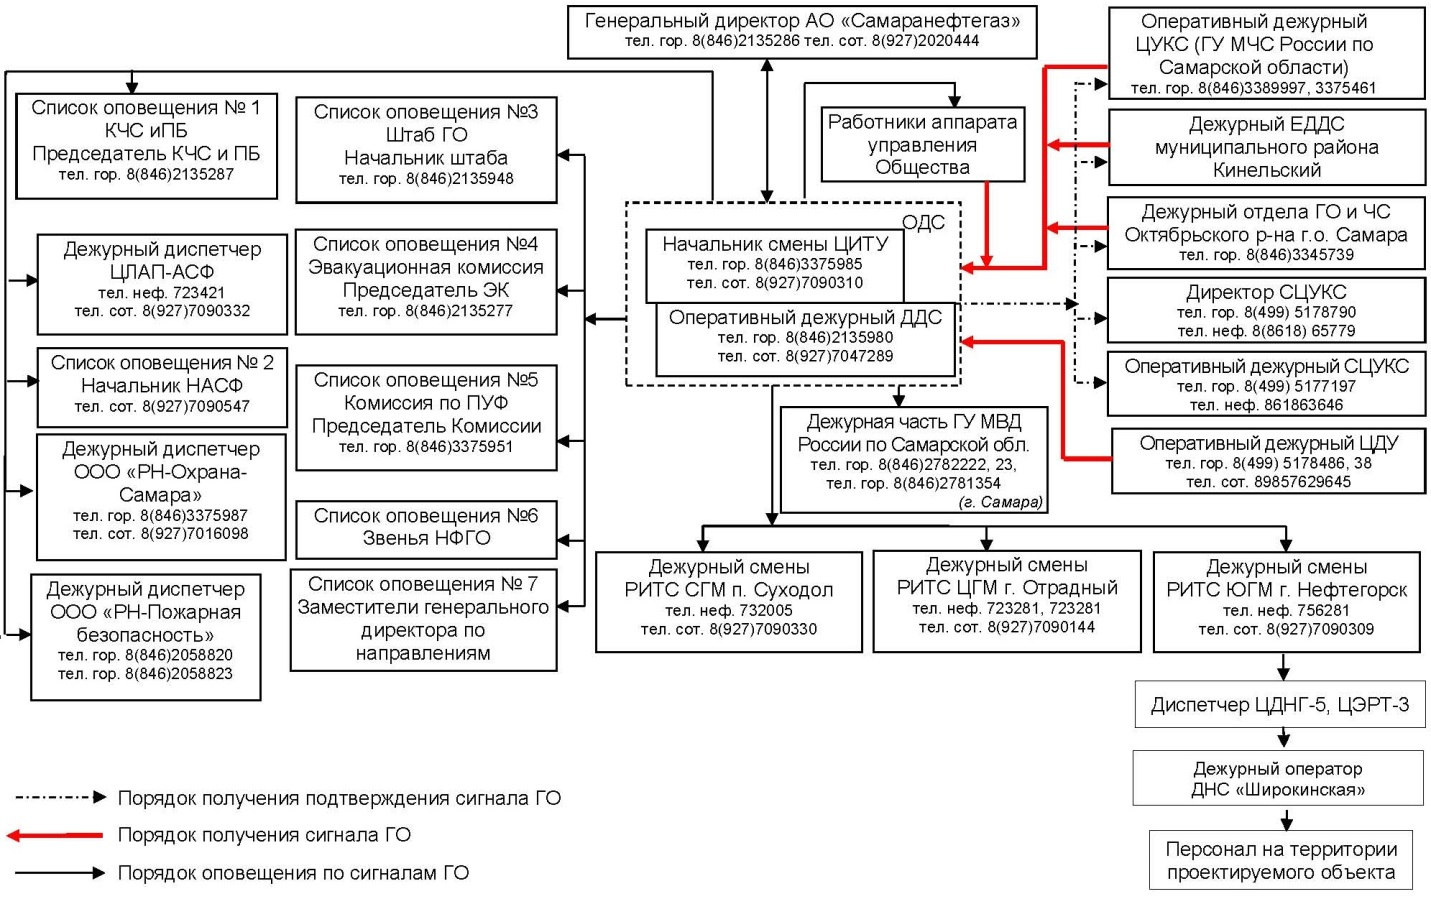 Генеральный директор АО «Самаранефтегаз»
тел. гор. 8(846)2135286 тел. сот. 8(927)2020444
Оперативный дежурный
ЦУКС (ГУ МЧС России по
Самарской области)
тел. гор. 8(846)3389997, 3375461
Список оповещения № 1
КЧС иПБ
Председатель КЧС и ПБ
тел. гор. 8(846)2135287
Список оповещения №3
Штаб ГО
Начальник штаба
тел. гор. 8(846)2135948
Работники аппарата
управления
Общества
Дежурный ЕДДС
муниципального района
Кинельский
Дежурный отдела ГО и ЧС
Октябрьского р-на г.о. Самара
тел. гор. 8(846)3345739
Дежурный диспетчер
ЦЛАП-АСФ
тел. неф. 723421
тел. сот. 8(927)7090332
Список оповещения №4
Эвакуационная комиссия
Председатель ЭК
тел. гор. 8(846)2135277
ОДС
Начальник смены ЦИТУ
тел. гор. 8(846)3375985
тел. сот. 8(927)7090310
Оперативный дежурный ДДС
тел. гор. 8(846)2135980
тел. сот. 8(927)7047289
Директор СЦУКС
тел. гор. 8(499) 5178790
тел. неф. 8(8618) 65779
Список оповещения № 2
Начальник НАСФ
тел. сот. 8(927)7090547
Список оповещения №5
Комиссия по ПУФ
Председатель Комиссии
тел. гор. 8(846)3375951
Оперативный дежурный СЦУКС
тел. гор. 8(499) 5177197
тел. неф. 861863646
Дежурная часть ГУ МВД
России по Самарской обл.
тел. гор. 8(846)2782222, 23,
тел. гор. 8(846)2781354
(г. Самара)
Оперативный дежурный ЦДУ
тел. гор. 8(499) 5178486, 38
тел. сот. 89857629645
Дежурный диспетчер
ООО «РН-Охрана-
Самара»
тел. гор. 8(846)3375987
тел. сот. 8(927)7016098
Список оповещения №6
Звенья НФГО
Дежурный диспетчер
ООО «РН-Пожарная
безопасность»
тел. гор. 8(846)2058820
тел. гор. 8(846)2058823
Список оповещения № 7
Заместители генерального
директора по
направлениям
Дежурный смены
РИТС СГМ п. Суходол
тел. неф. 732005
тел. сот. 8(927)7090330
Дежурный смены
РИТС ЦГМ г. Отрадный
тел. неф. 723281, 723281
тел. сот. 8(927)7090144
Дежурный смены
РИТС ЮГМ г. Нефтегорск
тел. неф. 756281
тел. сот. 8(927)7090309
Диспетчер ЦДНГ-5, ЦЭРТ-3
Дежурный оператор
ДНС «Широкинская»
Персонал на территории
проектируемого объекта
Порядок получения подтверждения сигнала ГО
Порядок получения сигнала ГО
Порядок оповещения по сигналам ГО